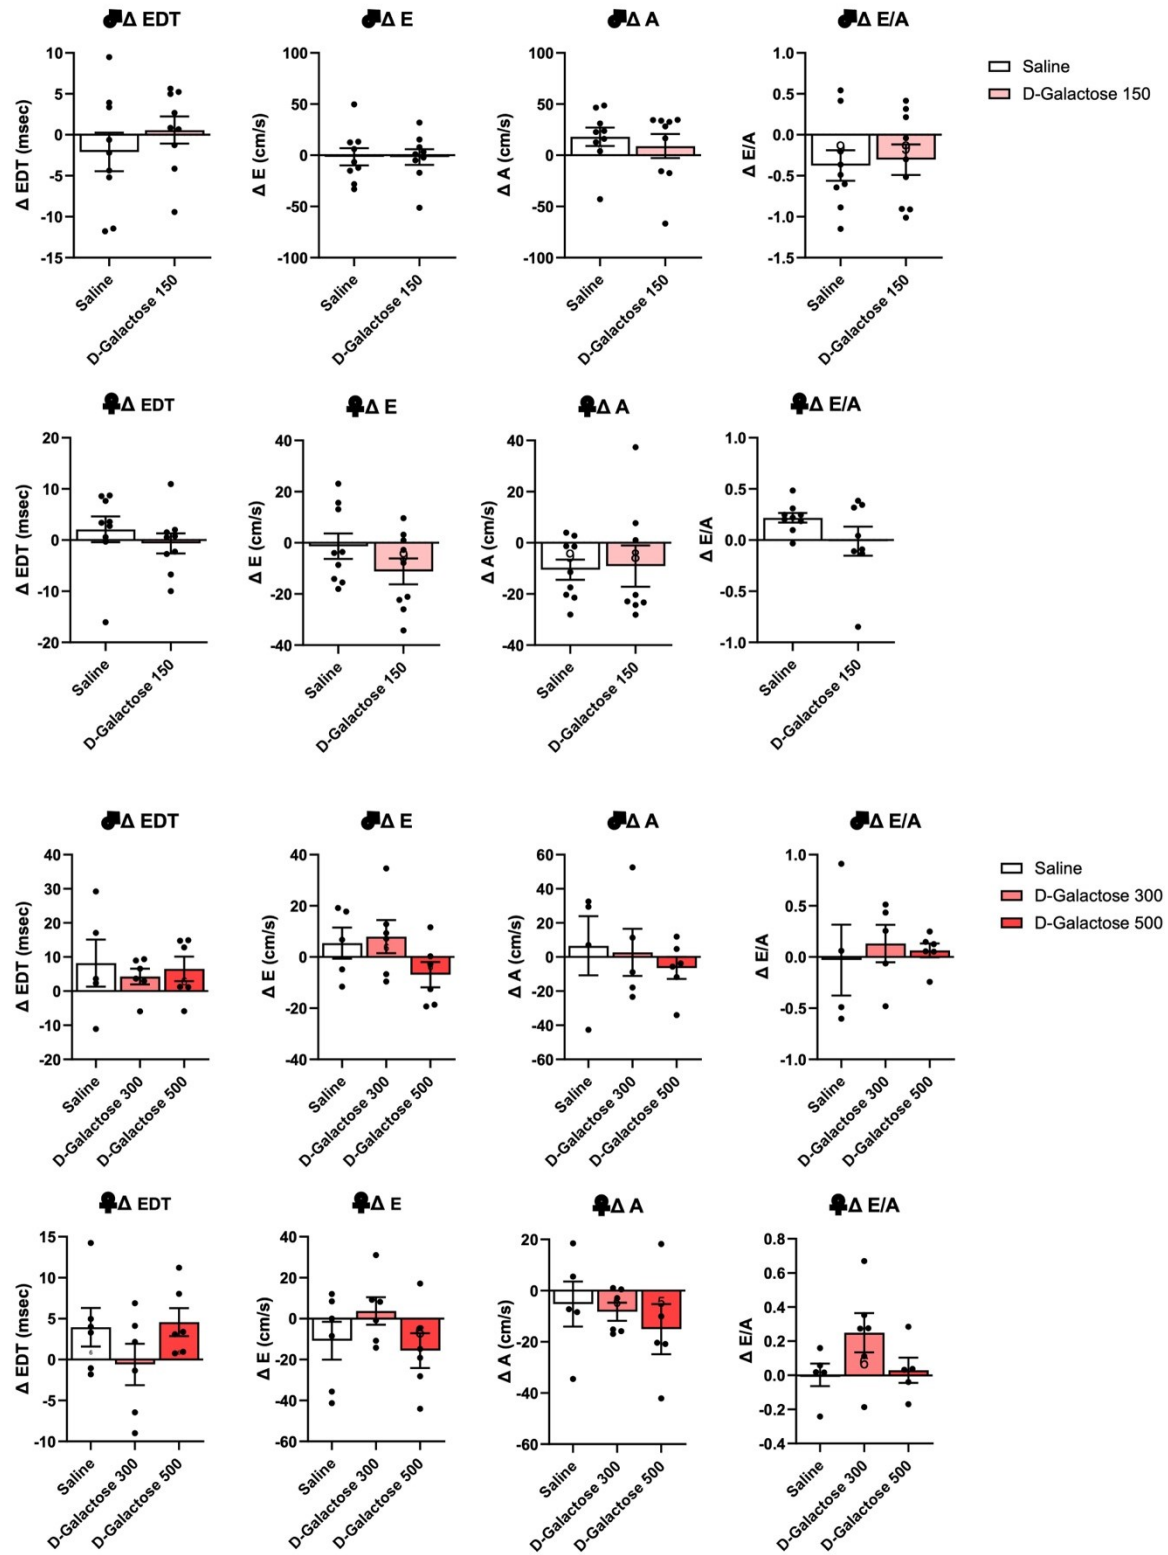 ♂Δ EDT
♂Δ E
♂Δ A
♂Δ E/A
Δ EDT (msec)
10
5
0
-5
-10
-15
Saline
D-Galactose 150
Δ E (cm/s)
100
50
0
-50
-100
Saline
D-Galactose 150
Δ A (cm/s)
100
50
0
-50
-100
Saline
D-Galactose 150
Δ E/A
1.0
0.5
0.0
-0.5
-1.0
-1.5
Saline
D-Galactose 150
Saline
D-Galactose 150
♀Δ EDT
♀Δ E
♀Δ A
♀Δ E/A
Δ EDT (msec)
20
10
0
-10
-20
Saline
D-Galactose 150
Δ E (cm/s)
40
20
0
-20
-40
Saline
D-Galactose 150
Δ A (cm/s)
40
20
0
-20
-40
Saline
D-Galactose 150
Δ E/A
1.0
0.5
0.0
-0.5
-1.0
Saline
D-Galactose 150
♂Δ EDT
♂Δ E
♂Δ A
♂Δ E/A
Δ EDT (msec)
40
30
20
10
0
-10
-20
Saline
D-Galactose 300
D-Galactose 500
Δ E (cm/s)
40
20
0
-20
-40
Saline
D-Galactose 300
D-Galactose 500
Δ A (cm/s)
60
40
20
0
-20
-40
-60
Saline
D-Galactose 300
D-Galactose 500
Δ E/A
1.0
0.5
0.0
-0.5
-1.0
Saline
D-Galactose 300
D-Galactose 500
Saline
D-Galactose 300
D-Galactose 500
♀Δ EDT
♀Δ E
♀Δ A
♀Δ E/A
Δ EDT (msec)
15
10
5
0
-5
-10
Saline
D-Galactose 300
D-Galactose 500
Δ E (cm/s)
40
20
0
-20
-40
-60
Saline
D-Galactose 300
D-Galactose 500
Δ A (cm/s)
20
0
-20
-40
-60
Saline
D-Galactose 300
D-Galactose 500
Δ E/A
0.8
0.6
0.4
0.2
0.0
-0.2
-0.4
Saline
D-Galactose 300
D-Galactose 500